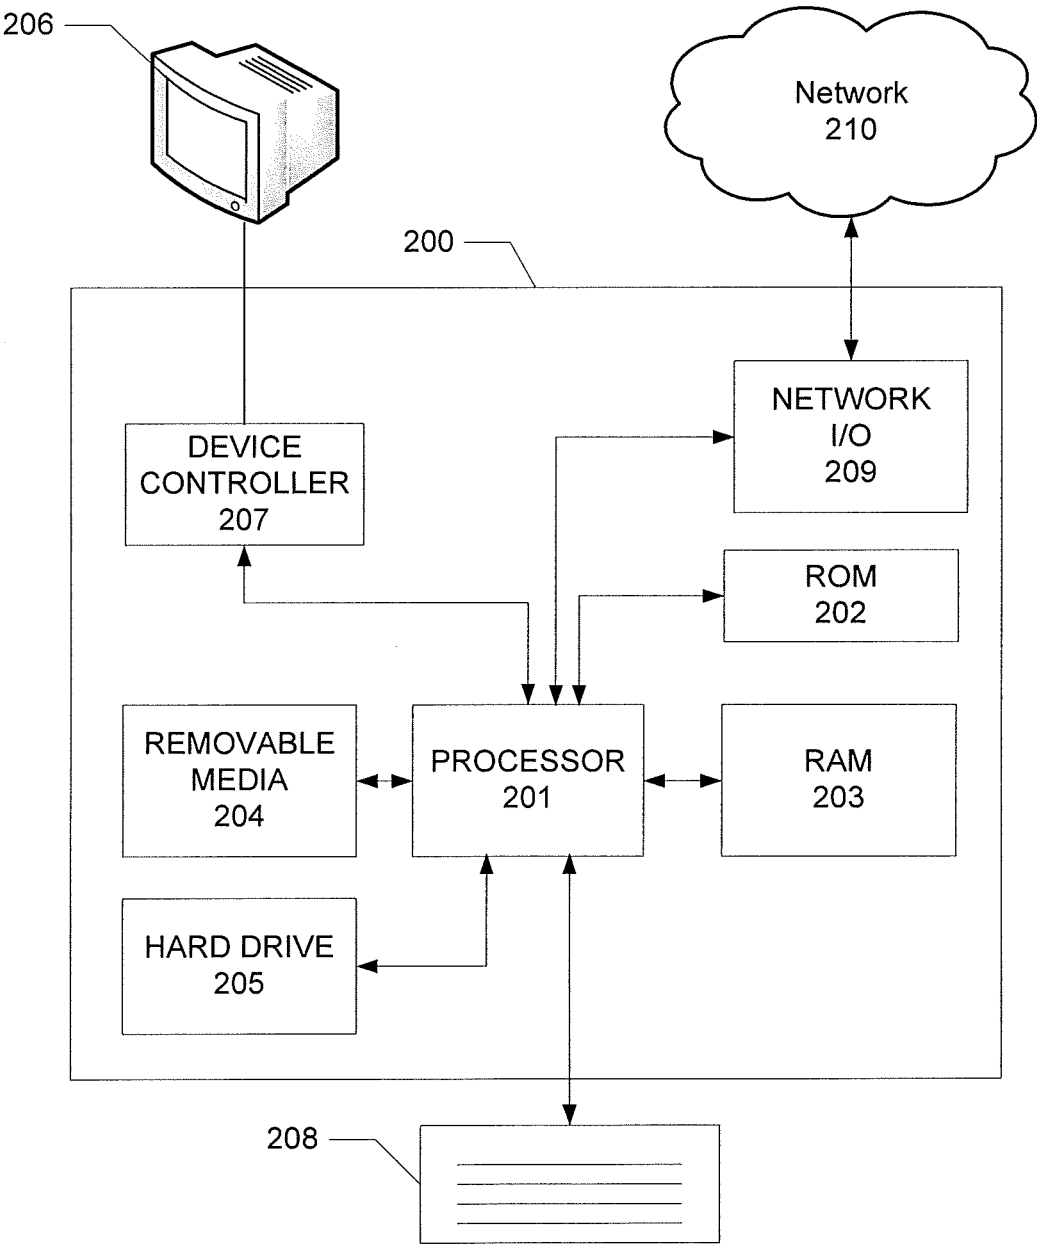 206
Network
210
200
NETWORK
I/O
209
DEVICE
CONTROLLER
207
ROM
202
REMOVABLE
MEDIA
204
PROCESSOR
201
RAM
203
HARD DRIVE
205
208